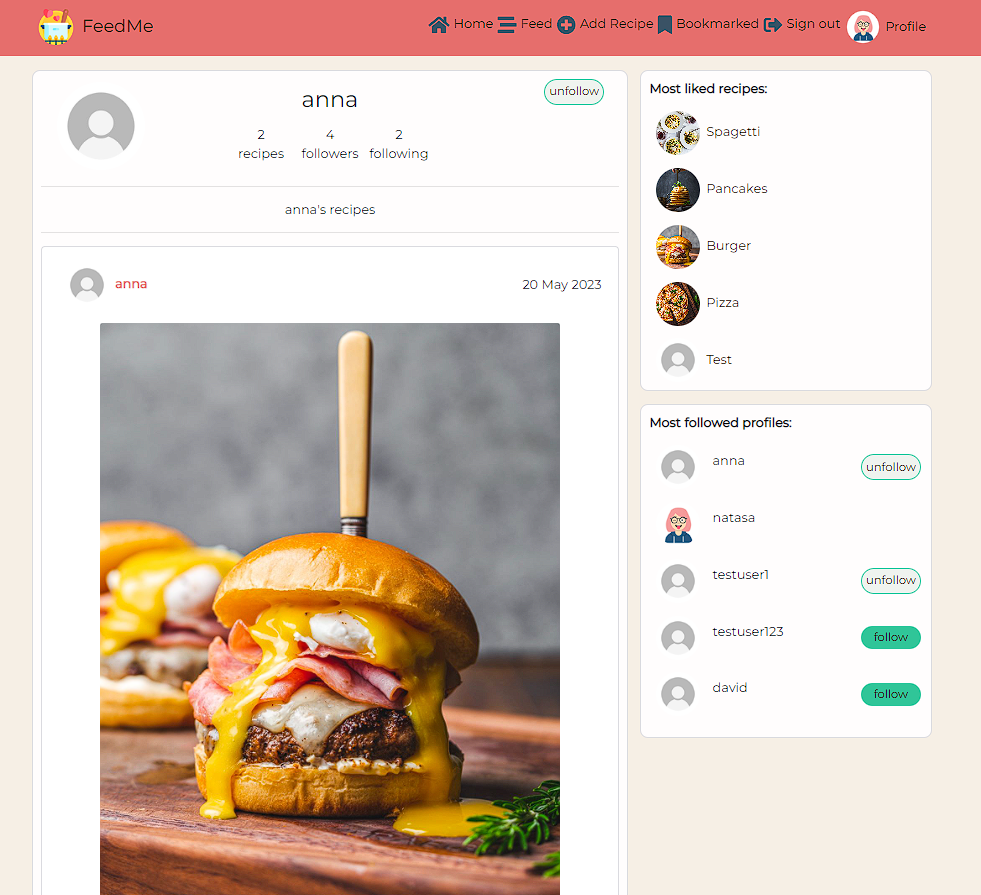 FeedMe
Home Feed Add Recipe Bookmarked Sign out Profile
anna
unfollow
2 4 2
recipes followers following
anna's recipes
anna
20 May 2023
Most liked recipes:
Spagetti
Pancakes
Burger
Pizza
Test
Most followed profiles:
anna unfollow
natasa
testuser1 unfollow
testuser123 follow
david follow